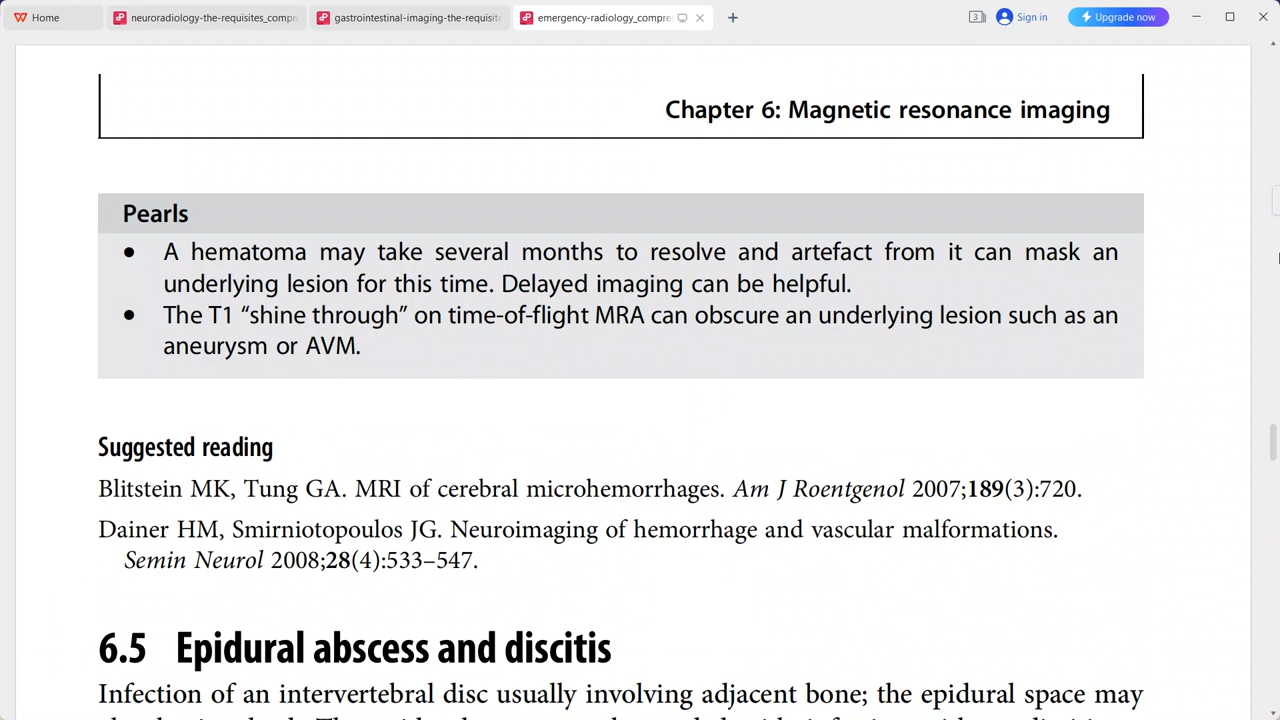 Home
neuroradiology-the-requisites_compre
gastrointestinal-imaging-the-requisite
emergency-radiology_compre
3
Sign in
Upgrade now
Chapter 6: Magnetic resonance imaging
Pearls
● A hematoma may take several months to resolve and artefact from it can mask an
underlying lesion for this time. Delayed imaging can be helpful.
● The T1 “shine through” on time-of-flight MRA can obscure an underlying lesion such as an
aneurysm or AVM.
Suggested reading
Blitstein MK, Tung GA. MRI of cerebral microhemorrhages. Am J Roentgenol 2007;189(3):720.
Dainer HM, Smirniotopoulos JG. Neuroimaging of hemorrhage and vascular malformations.
Semin Neurol 2008;28(4):533–547.
6.5 Epidural abscess and discitis
Infection of an intervertebral disc usually involving adjacent bone; the epidural space may